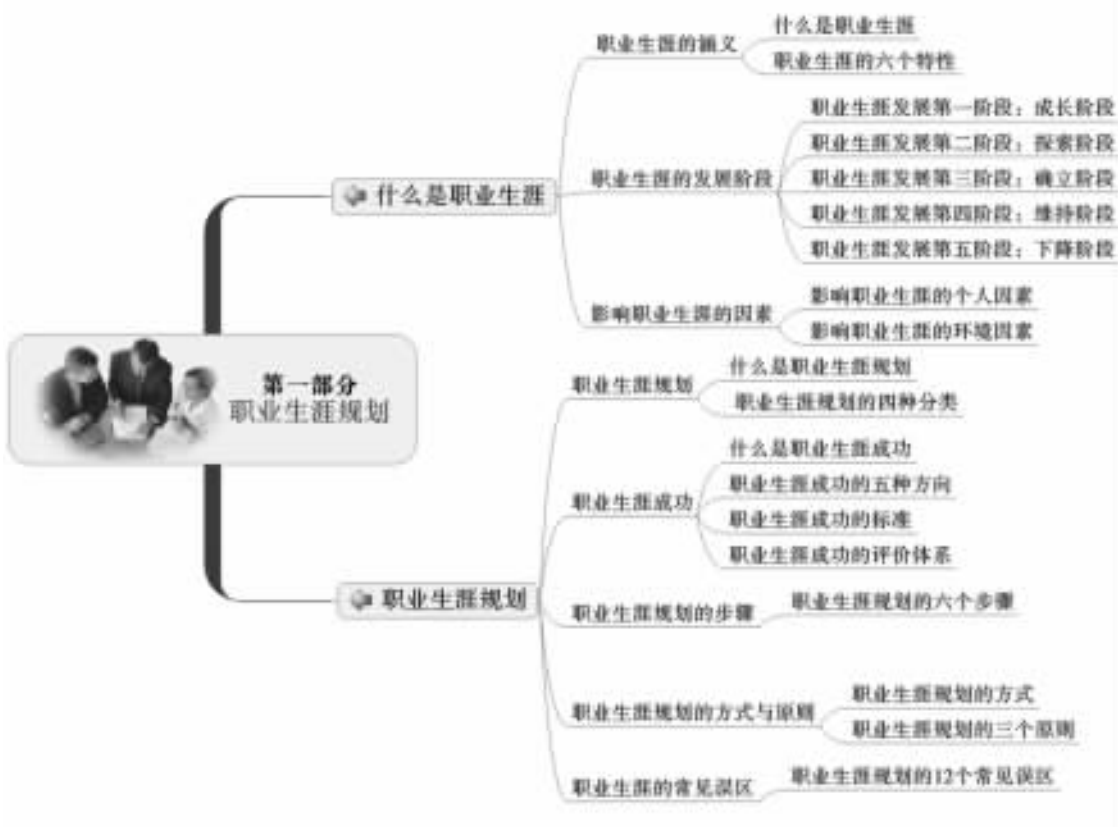 第一部分
职业生涯规划
什么是职业生涯
职业生涯的涵义
什么是职业生涯
职业生涯的六个特性
职业生涯的发展阶段
职业生涯发展第一阶段：成长阶段
职业生涯发展第二阶段：探索阶段
职业生涯发展第三阶段：确立阶段
职业生涯发展第四阶段：维持阶段
职业生涯发展第五阶段：下降阶段
影响职业生涯的因素
影响职业生涯的个人因素
影响职业生涯的环境因素
职业生涯规划
职业生涯规划
什么是职业生涯规划
职业生涯规划的四种分类
职业生涯成功
什么是职业生涯成功
职业生涯成功的五种方向
职业生涯成功的标准
职业生涯成功的评价体系
职业生涯规划的步骤
职业生涯规划的六个步骤
职业生涯规划的方式与原则
职业生涯规划的方式
职业生涯规划的三个原则
职业生涯的常见误区
职业生涯规划的12个常见误区